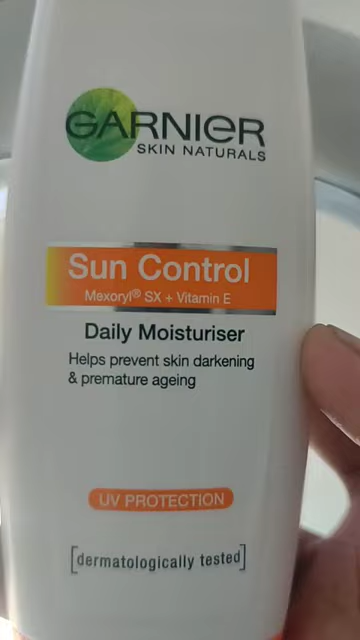 GARNIER
SKIN NATURALS
Sun Control
Mexoryl® SX + Vitamin E
Daily Moisturiser
Helps prevent skin darkening
& premature ageing
UV PROTECTION
[dermatologically tested]